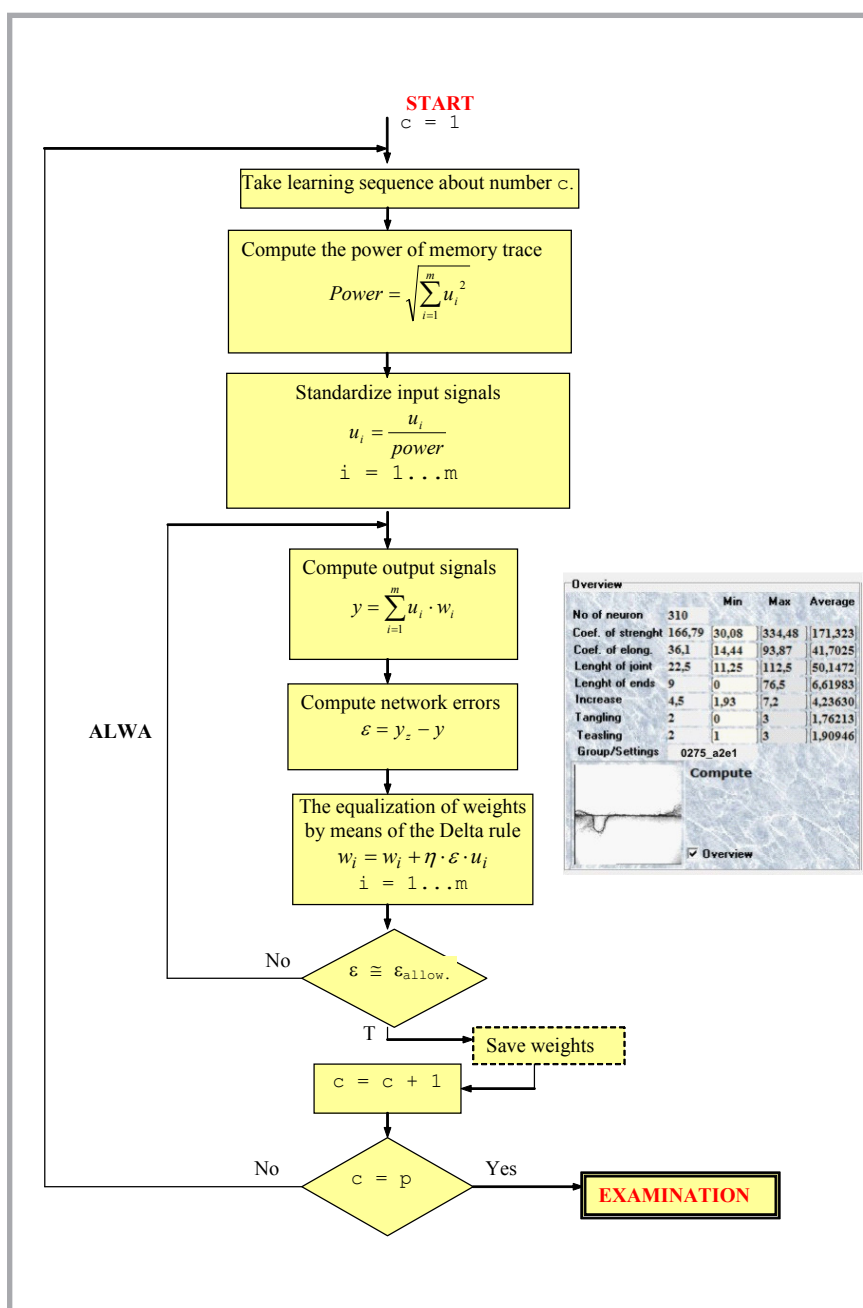 START
c = 1
Take learning sequence about number c.
Compute the power of memory trace
Power = √(∑_{i=1}^{m} u_i²)
Standardize input signals
u_i = u_i / power
i = 1...m
Compute output signals
y = ∑_{i=1}^{m} u_i · w_i
Compute network errors
ε = y_z − y
ALWA
The equalization of weights
by means of the Delta rule
w_i = w_i + η · ε · u_i
i = 1...m
No
ε ≅ ε_allow.
T
Save weights
c = c + 1
No
c = p
Yes
EXAMINATION
Overview
Min Max Average
No of neuron 310
Coef. of strenght 166,79 30,08 334,48 171,323
Coef. of elong. 36,1 14,44 93,87 41,7025
Lenght of joint 22,5 11,25 112,5 50,1472
Lenght of ends 9 0 76,5 6,61983
Increase 4,5 1,93 7,2 4,23630
Tangling 2 0 3 1,76213
Teasling 2 1 3 1,90946
Group/Settings 0275_a2e1
Compute
Overview